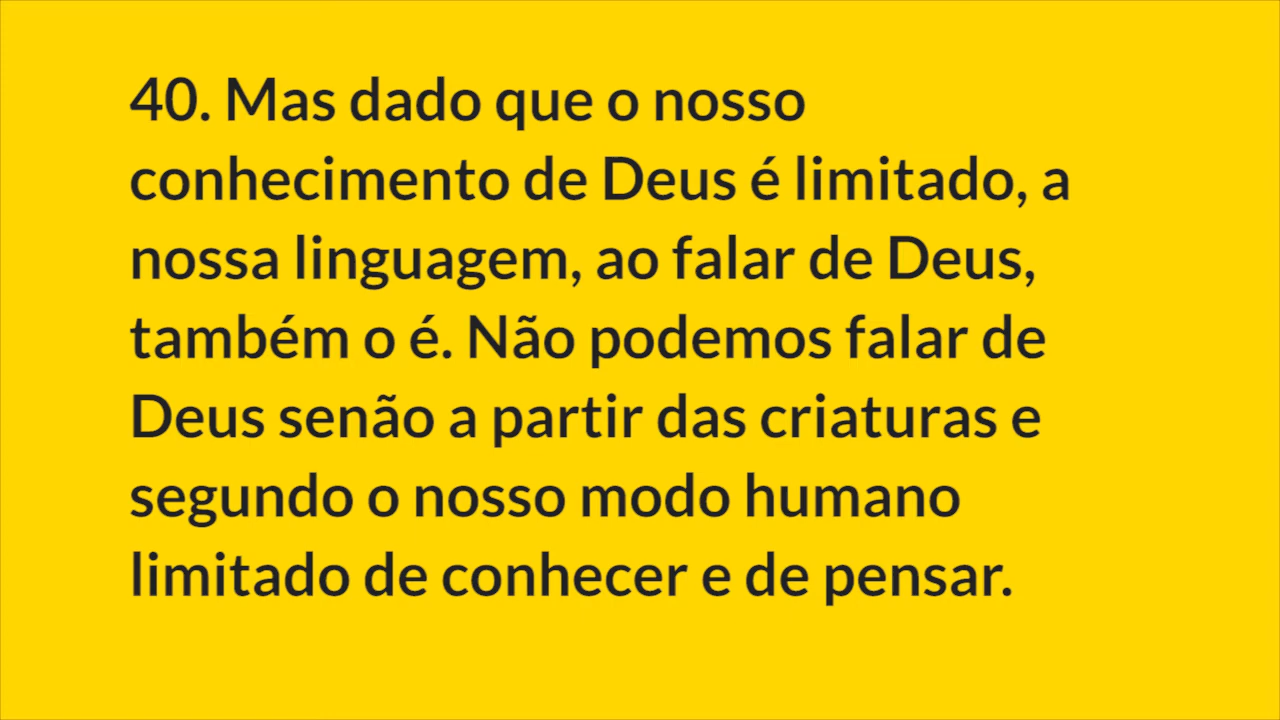 40. Mas dado que o nosso
conhecimento de Deus é limitado, a
nossa linguagem, ao falar de Deus,
também o é. Não podemos falar de
Deus senão a partir das criaturas e
segundo o nosso modo humano
limitado de conhecer e de pensar.